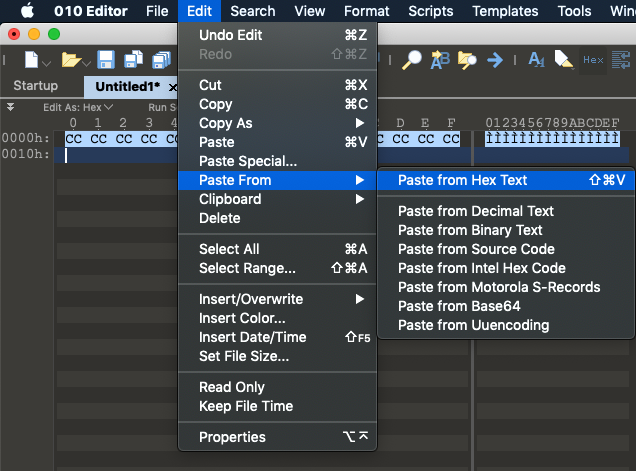 010 Editor File Edit Search View Format Scripts Templates Tools Win
Undo Edit ⌘Z
Redo ⇧⌘Z
Hex
Startup Untitled1* x
Cut ⌘X
Edit As: Hex Run S
Copy ⌘C
Copy As
0 1 2 3 4 C D E F 0123456789ABCDEF
0000h: CC CC CC CC CC CC CC CC CC ÌÌÌÌÌÌÌÌÌÌÌÌÌÌÌÌ
Paste ⌘V
0010h:
Paste Special...
Paste From
Paste from Hex Text ⇧⌘V
Clipboard
Delete
Paste from Decimal Text
Paste from Binary Text
Select All ⌘A
Paste from Source Code
Select Range... ⇧⌘A
Paste from Intel Hex Code
Paste from Motorola S-Records
Insert/Overwrite
Paste from Base64
Insert Color...
Paste from Uuencoding
Insert Date/Time ⇧F5
Set File Size...
Read Only
Keep File Time
Properties ⌥⌅